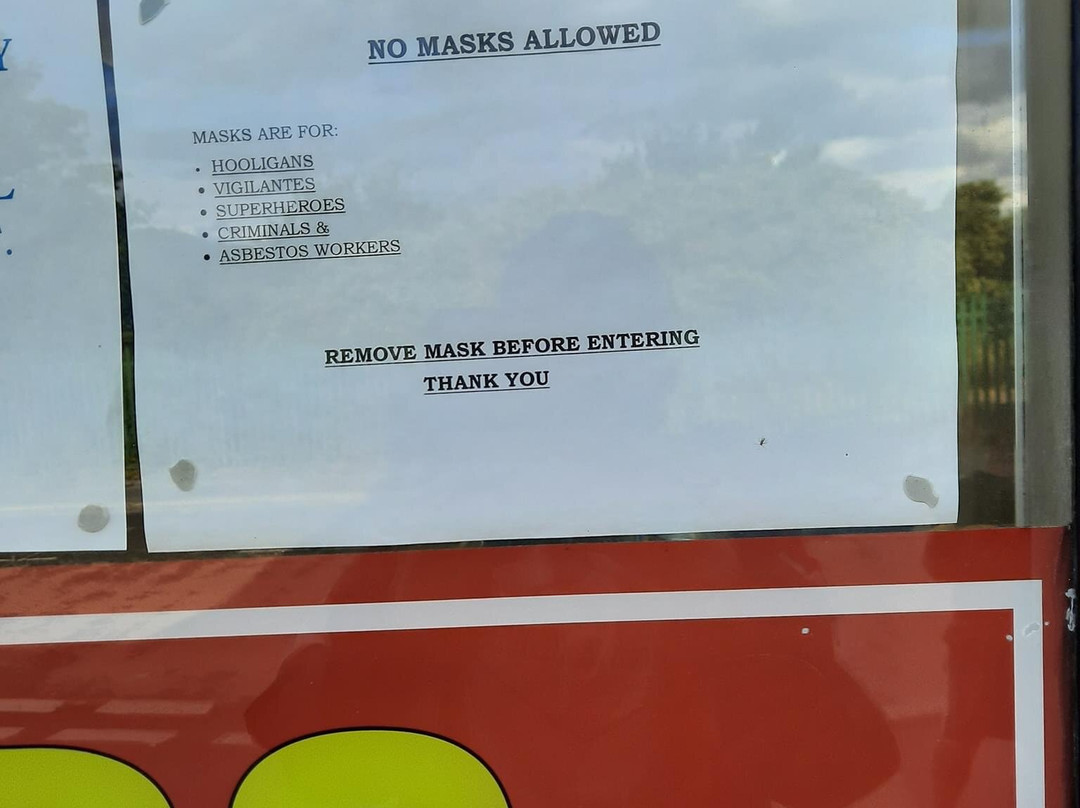 NO MASKS ALLOWED
MASKS ARE FOR:
• HOOLIGANS
• VIGILANTES
• SUPERHEROES
• CRIMINALS &
• ASBESTOS WORKERS
REMOVE MASK BEFORE ENTERING
THANK YOU